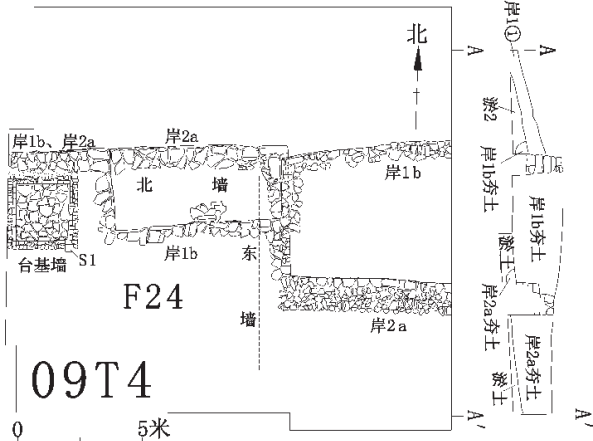 北
A
A
岸1①
淤2
岸1b、岸2a
岸2a
岸1b
岸1b夯土
北 墙
岸1b夯土
岸1b
东
淤土
台基墙
S1
F24
墙
岸2a
岸2a夯土
岸2a夯土
淤土
09T4
0
5米
A'
A'